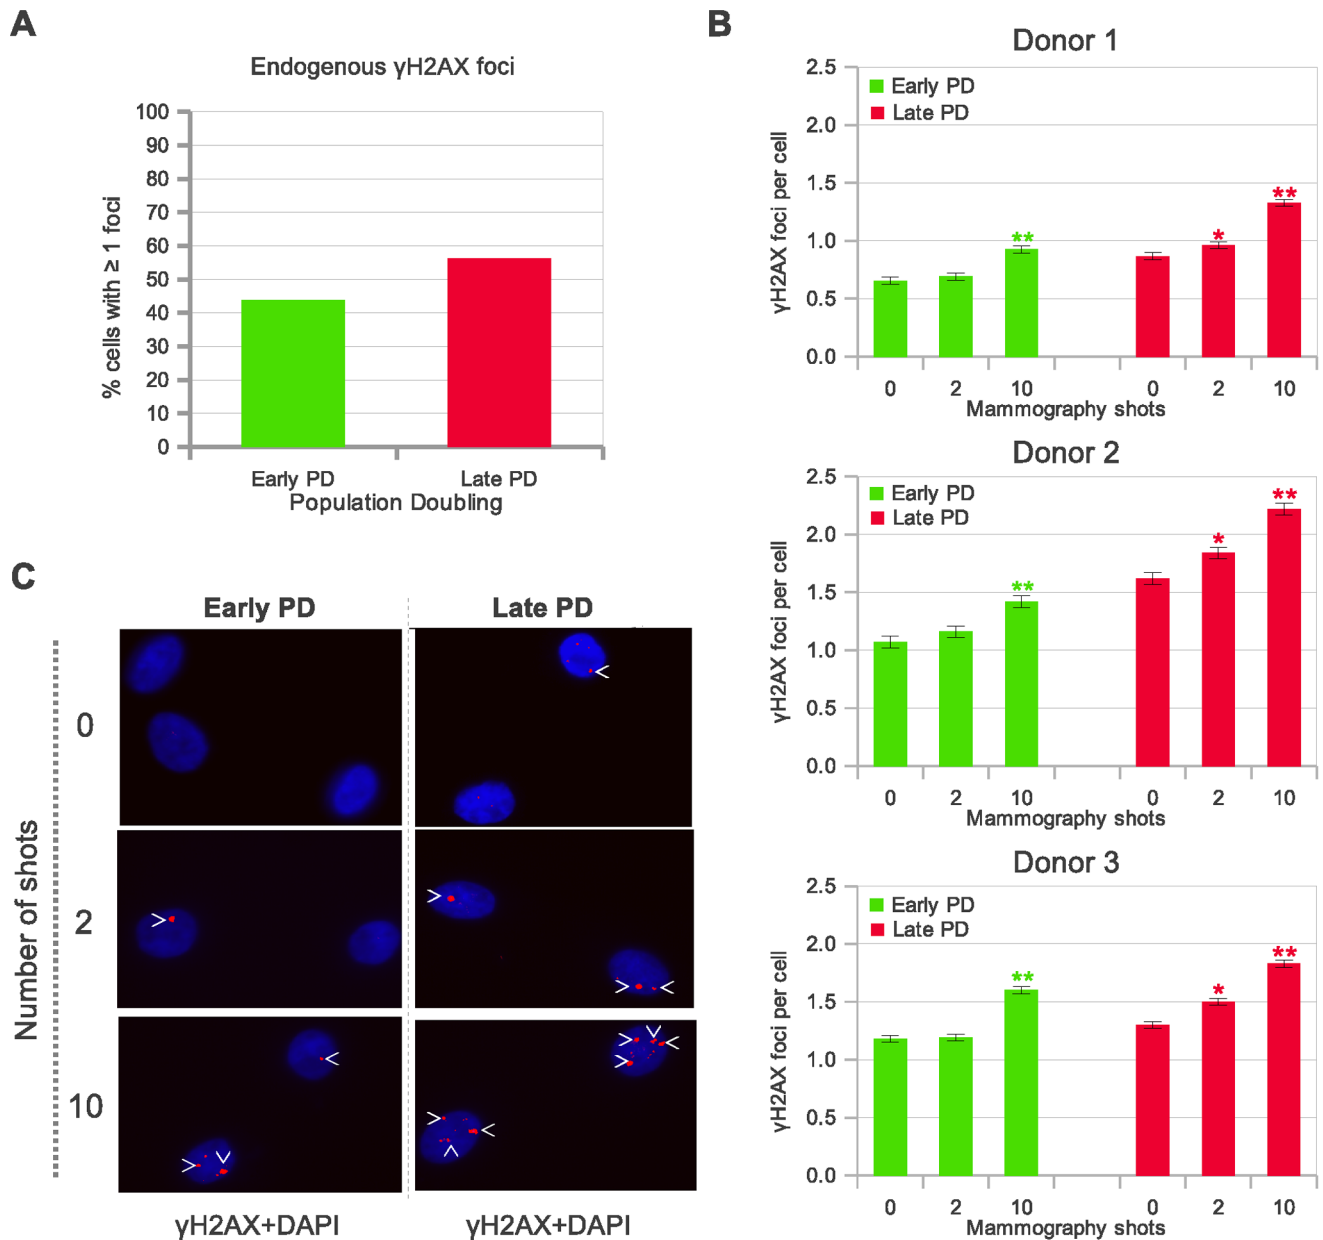 A
Endogenous γH2AX foci
% cells with ≥ 1 foci
100
90
80
70
60
50
40
30
20
10
0
Early PD
Late PD
Population Doubling
B
Donor 1
γH2AX foci per cell
2.5
2.0
1.5
1.0
0.5
0.0
Early PD
Late PD
**
*
**
0 2 10 0 2 10
Mammography shots
Donor 2
γH2AX foci per cell
2.5
2.0
1.5
1.0
0.5
0.0
Early PD
Late PD
**
*
**
0 2 10 0 2 10
Mammography shots
Donor 3
γH2AX foci per cell
2.5
2.0
1.5
1.0
0.5
0.0
Early PD
Late PD
**
*
**
0 2 10 0 2 10
Mammography shots
C
Early PD
Late PD
Number of shots
0
2
10
γH2AX+DAPI
γH2AX+DAPI